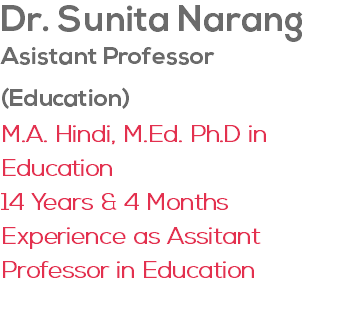 Dr. Sunita Narang
Asistant Professor
(Education)
M.A. Hindi, M.Ed. Ph.D in
Education
14 Years & 4 Months
Experience as Assitant
Professor in Education